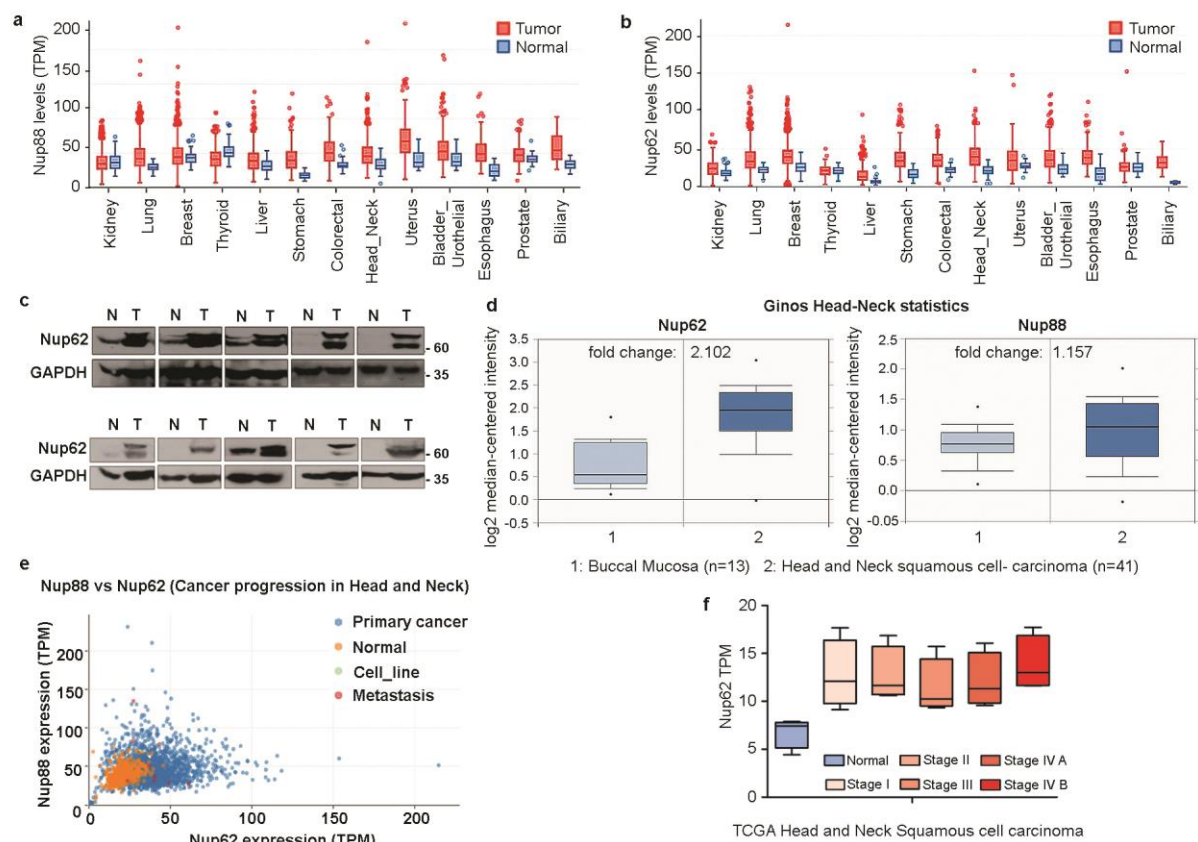 a
Nup88 levels (TPM)
200
150
100
50
0
Tumor
Normal
Kidney
Lung
Breast
Thyroid
Liver
Stomach
Colorectal
Head_Neck
Uterus
Bladder_
Urothelial
Esophagus
Prostate
Biliary
b
Nup62 levels (TPM)
200
150
100
50
0
Tumor
Normal
Kidney
Lung
Breast
Thyroid
Liver
Stomach
Colorectal
Head_Neck
Uterus
Bladder_
Urothelial
Esophagus
Prostate
Biliary
c
N T N T N T N T N T
Nup62
- 60
GAPDH
- 35
N T N T N T N T N T
Nup62
60
GAPDH
- 35
d
Ginos Head-Neck statistics
Nup62
log2 median-centered intensity
3.5
3.0
2.5
2.0
1.5
1.0
0.5
0.0
-0.5
fold change: 2.102
1 2
Nup88
log2 median-centered intensity
2.5
2.0
1.5
1.0
0.5
0.0
-0.05
fold change: 1.157
1 2
1: Buccal Mucosa (n=13) 2: Head and Neck squamous cell- carcinoma (n=41)
e
Nup88 vs Nup62 (Cancer progression in Head and Neck)
Nup88 expression (TPM)
200
150
100
50
0
Primary cancer
Normal
Cell_line
Metastasis
0 50 100 150 200
Nup62 expression (TPM)
f
Nup62 TPM
20
15
10
5
0
Normal Stage II Stage IV A
Stage I Stage III Stage IV B
TCGA Head and Neck Squamous cell carcinoma